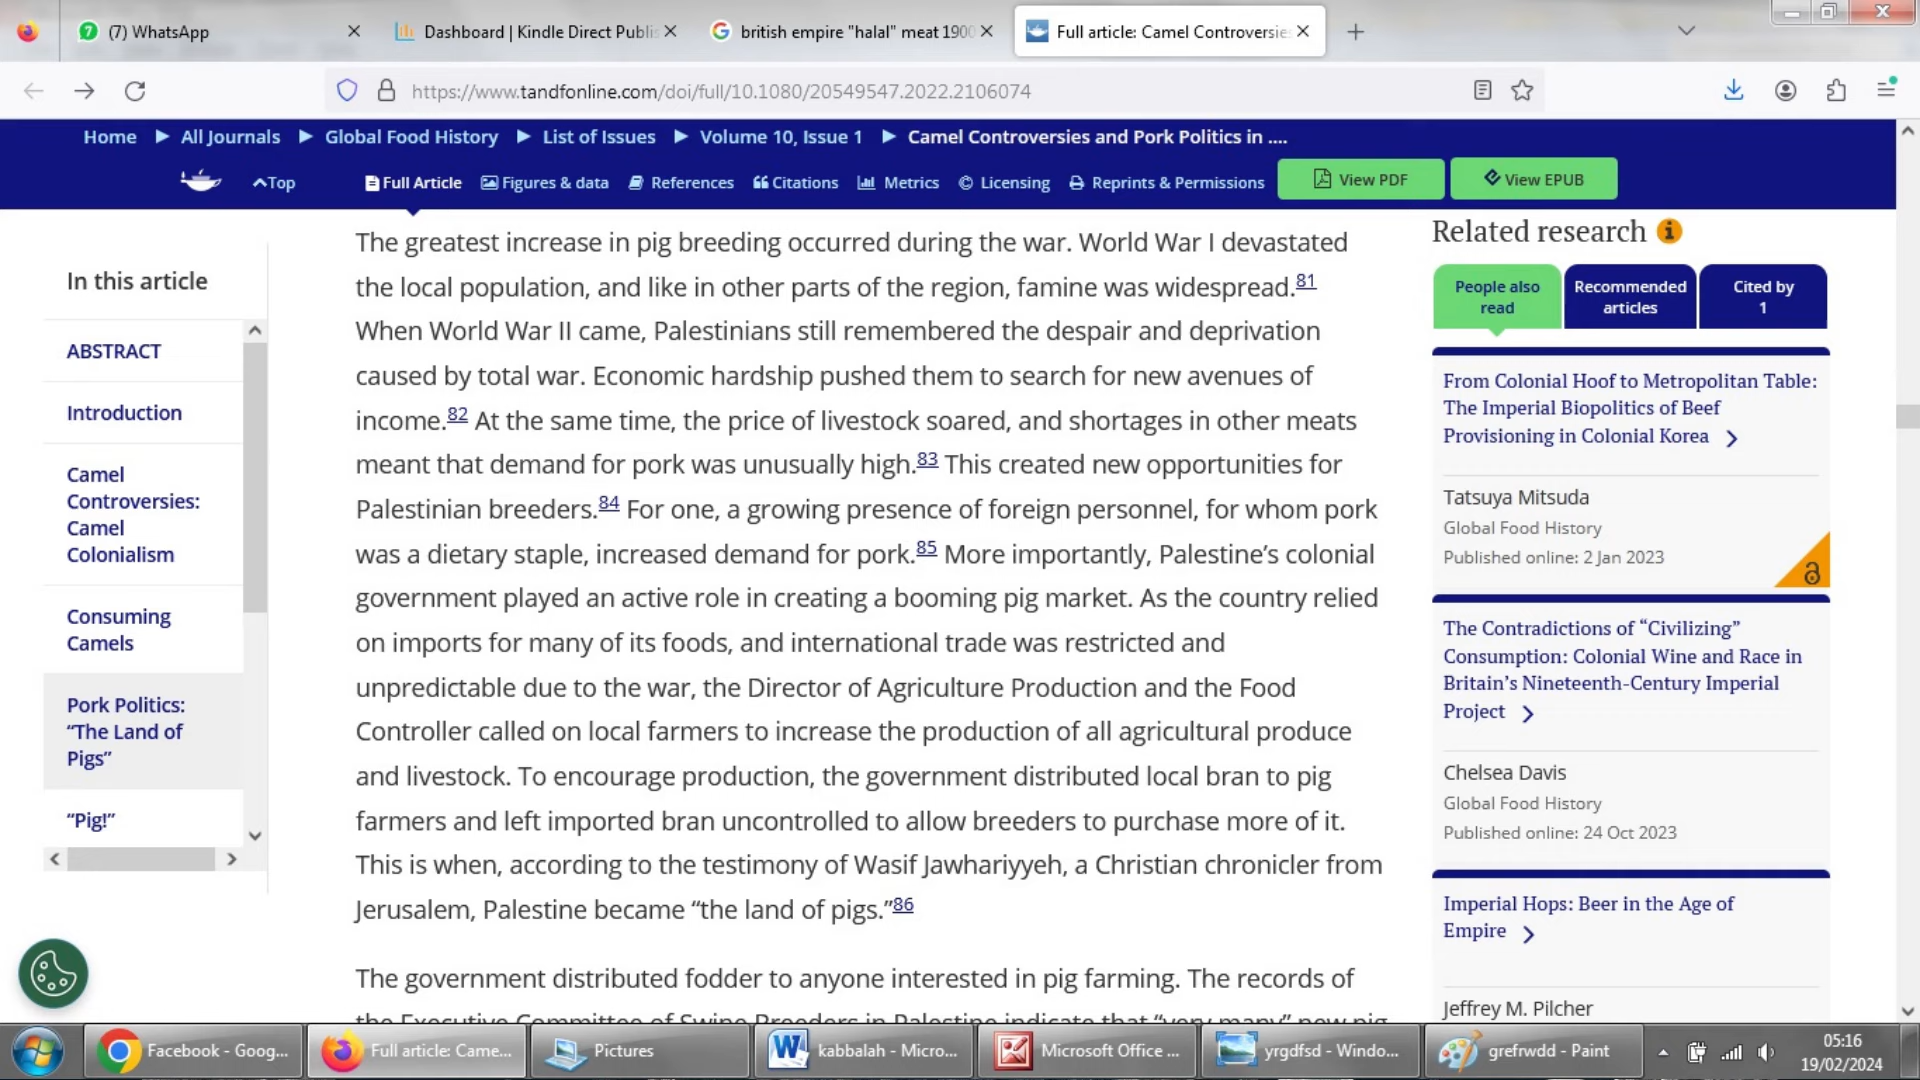 (7) WhatsApp
Dashboard | Kindle Direct Publis
british empire "halal" meat 1900
Full article: Camel Controversie
https://www.tandfonline.com/doi/full/10.1080/20549547.2022.2106074
Home ▶ All Journals ▶ Global Food History ▶ List of Issues ▶ Volume 10, Issue 1 ▶ Camel Controversies and Pork Politics in ....
Top
Full Article
Figures & data
References
Citations
Metrics
Licensing
Reprints & Permissions
View PDF
View EPUB
In this article
ABSTRACT
Introduction
Camel
Controversies:
Camel
Colonialism
Consuming
Camels
Pork Politics:
“The Land of
Pigs”
“Pig!”
The greatest increase in pig breeding occurred during the war. World War I devastated
the local population, and like in other parts of the region, famine was widespread.81
When World War II came, Palestinians still remembered the despair and deprivation
caused by total war. Economic hardship pushed them to search for new avenues of
income.82 At the same time, the price of livestock soared, and shortages in other meats
meant that demand for pork was unusually high.83 This created new opportunities for
Palestinian breeders.84 For one, a growing presence of foreign personnel, for whom pork
was a dietary staple, increased demand for pork.85 More importantly, Palestine’s colonial
government played an active role in creating a booming pig market. As the country relied
on imports for many of its foods, and international trade was restricted and
unpredictable due to the war, the Director of Agriculture Production and the Food
Controller called on local farmers to increase the production of all agricultural produce
and livestock. To encourage production, the government distributed local bran to pig
farmers and left imported bran uncontrolled to allow breeders to purchase more of it.
This is when, according to the testimony of Wasif Jawhariyyeh, a Christian chronicler from
Jerusalem, Palestine became “the land of pigs.”86
The government distributed fodder to anyone interested in pig farming. The records of
the Executive Committee of Swine Breeders in Palestine indicate that “very many” new pig
Related research
People also
read
Recommended
articles
Cited by
1
From Colonial Hoof to Metropolitan Table:
The Imperial Biopolitics of Beef
Provisioning in Colonial Korea
Tatsuya Mitsuda
Global Food History
Published online: 2 Jan 2023
The Contradictions of “Civilizing”
Consumption: Colonial Wine and Race in
Britain’s Nineteenth-Century Imperial
Project
Chelsea Davis
Global Food History
Published online: 24 Oct 2023
Imperial Hops: Beer in the Age of
Empire
Jeffrey M. Pilcher
Facebook - Goog...
Full article: Came...
Pictures
kabbalah - Micro...
Microsoft Office ...
yrgdfsd - Windo...
grefrwdd - Paint
05:16
19/02/2024